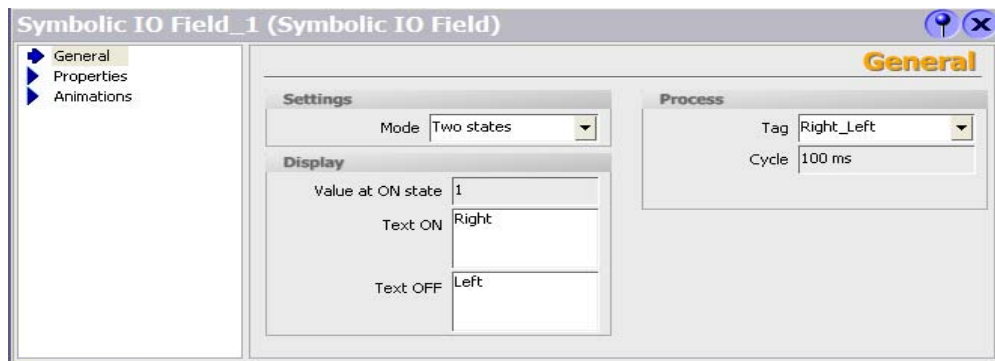 Symbolic IO Field_1 (Symbolic IO Field)
General
Properties
Animations
General
Settings
Mode Two states
Display
Value at ON state 1
Text ON Right
Text OFF Left
Process
Tag Right_Left
Cycle 100 ms